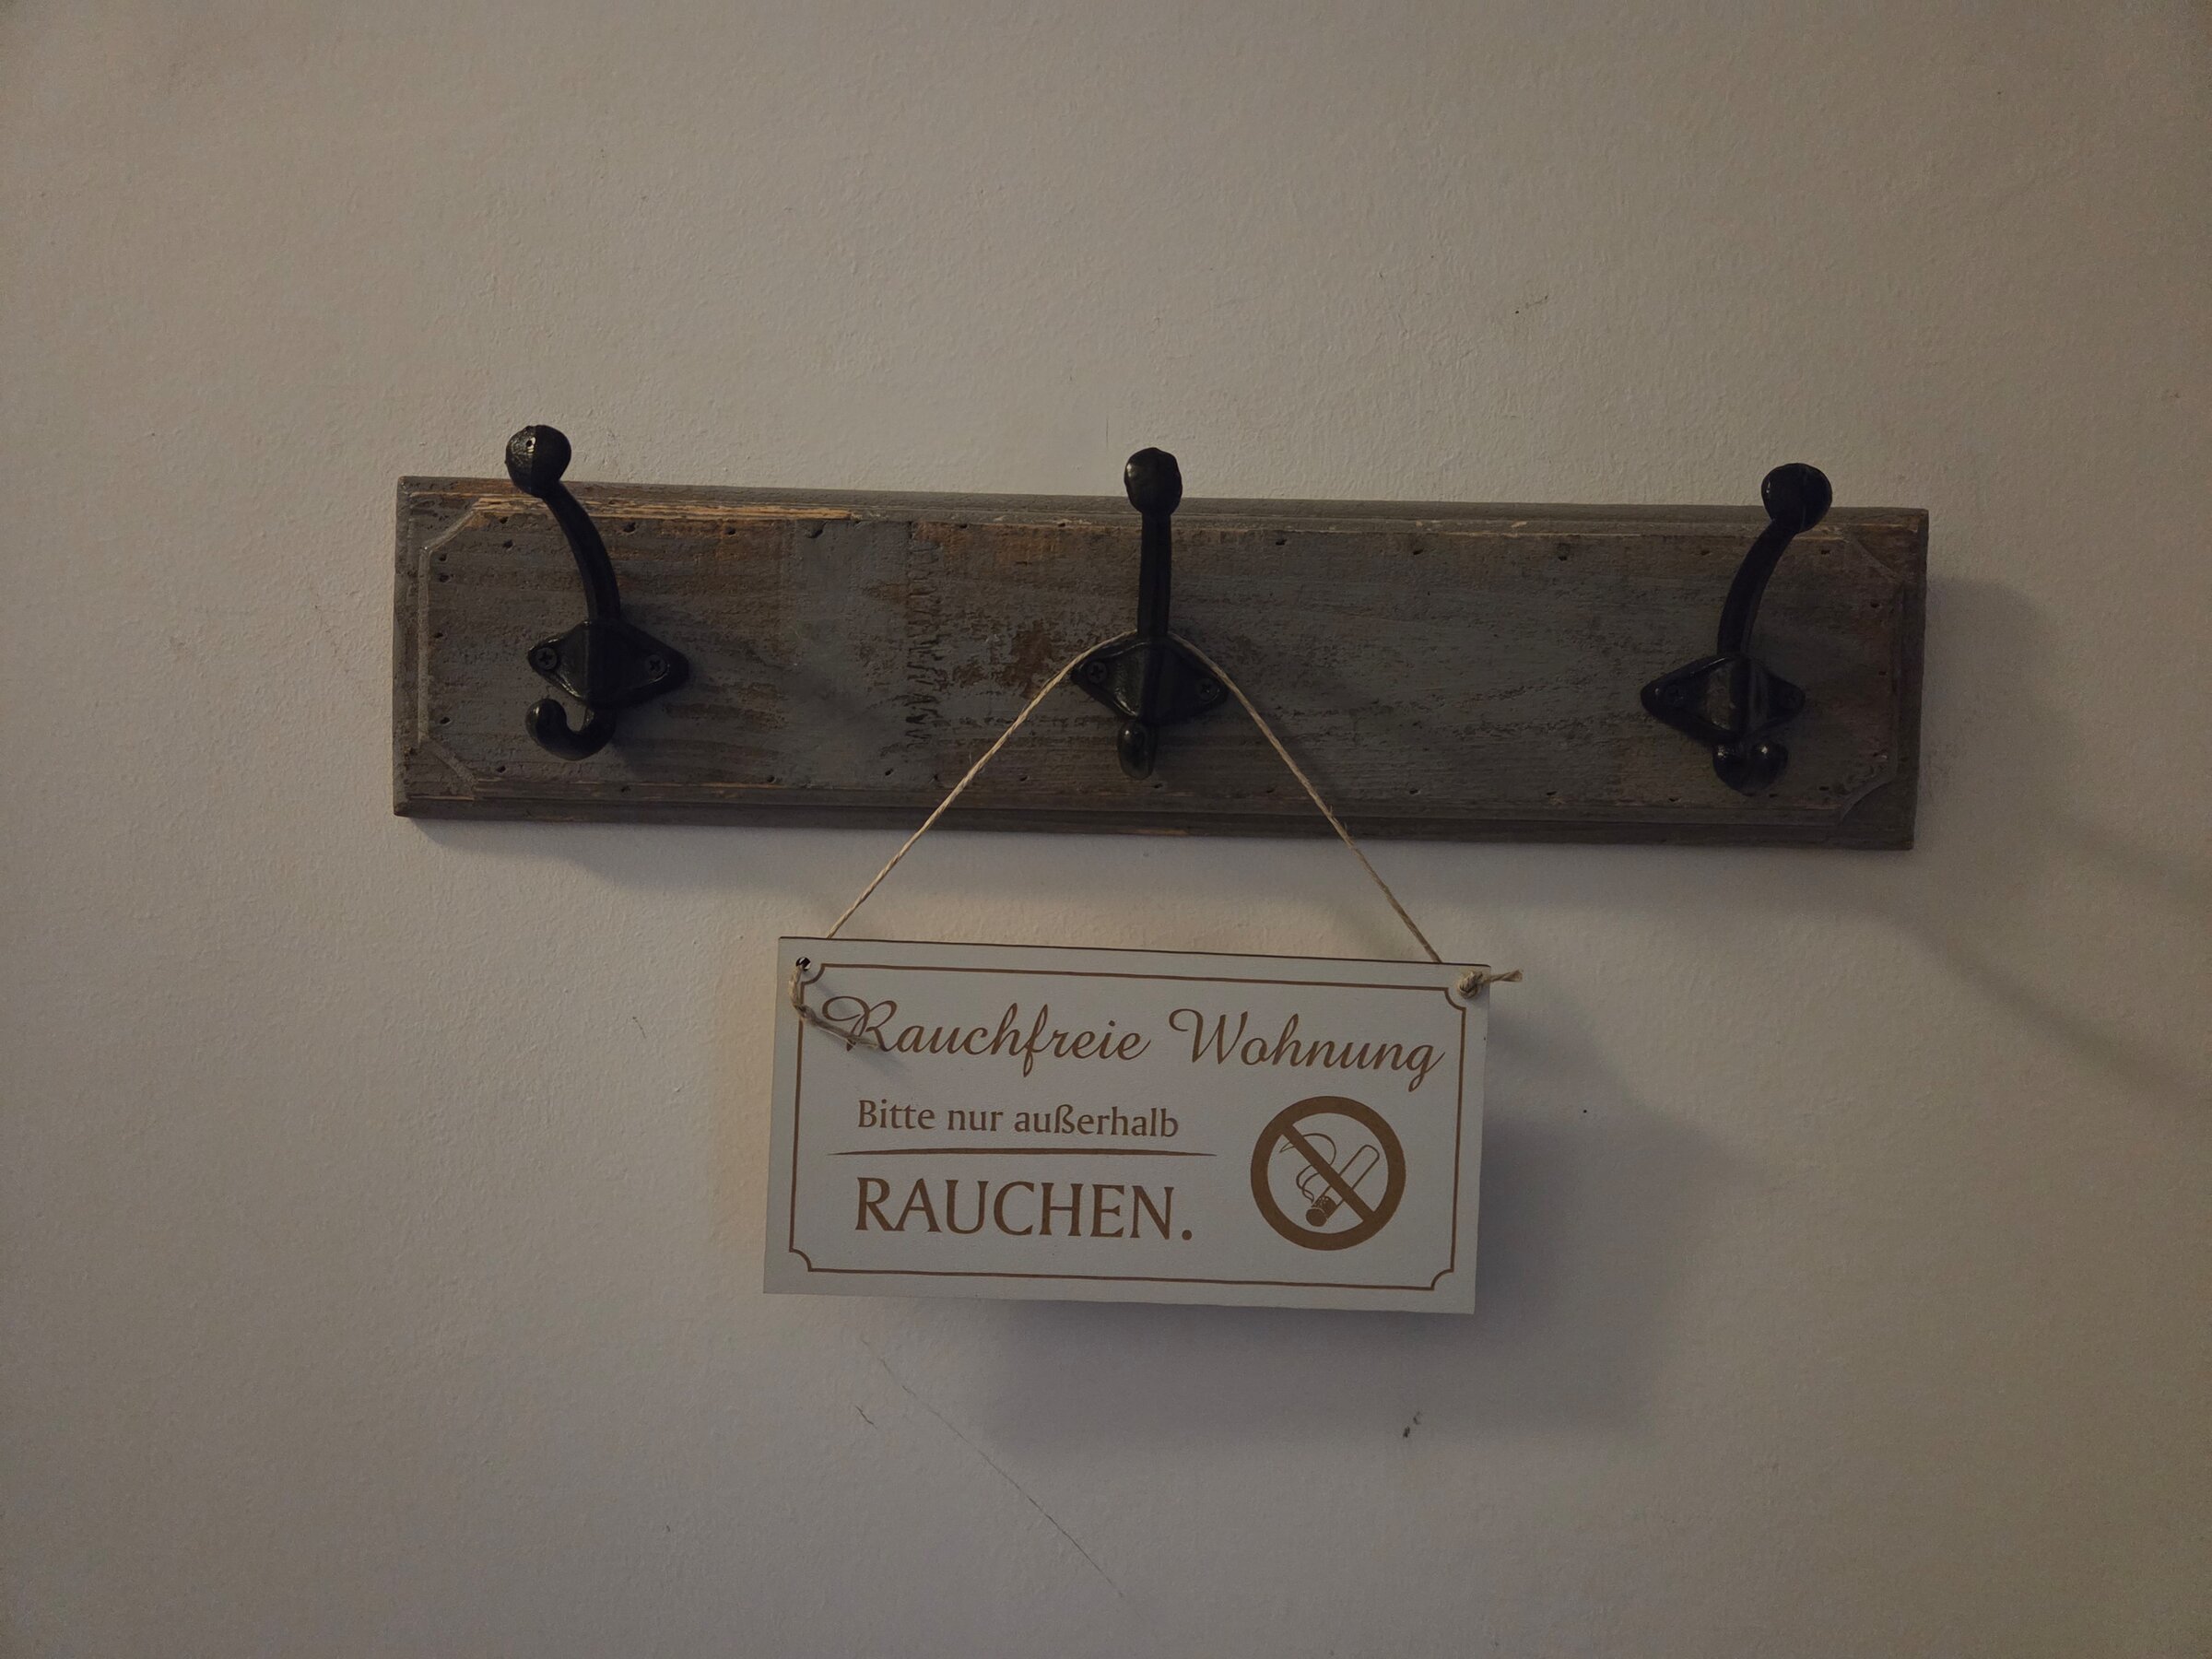 Rauchfreie Wohnung
Bitte nur außerhalb
RAUCHEN.